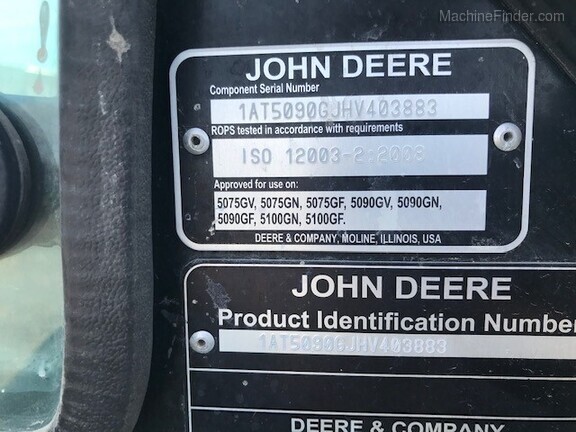 MachineFinder.com
JOHN DEERE
Component Serial Number
1AT5090GJHV403883
ROPS tested in accordance with requirements
ISO 12003-2:2008
Approved for use on:
5075GV, 5075GN, 5075GF, 5090GV, 5090GN,
5090GF, 5100GN, 5100GF.
DEERE & COMPANY, MOLINE, ILLINOIS, USA
JOHN DEERE
Product Identification Number
1AT5090GJHV403883
DEERE & COMPANY